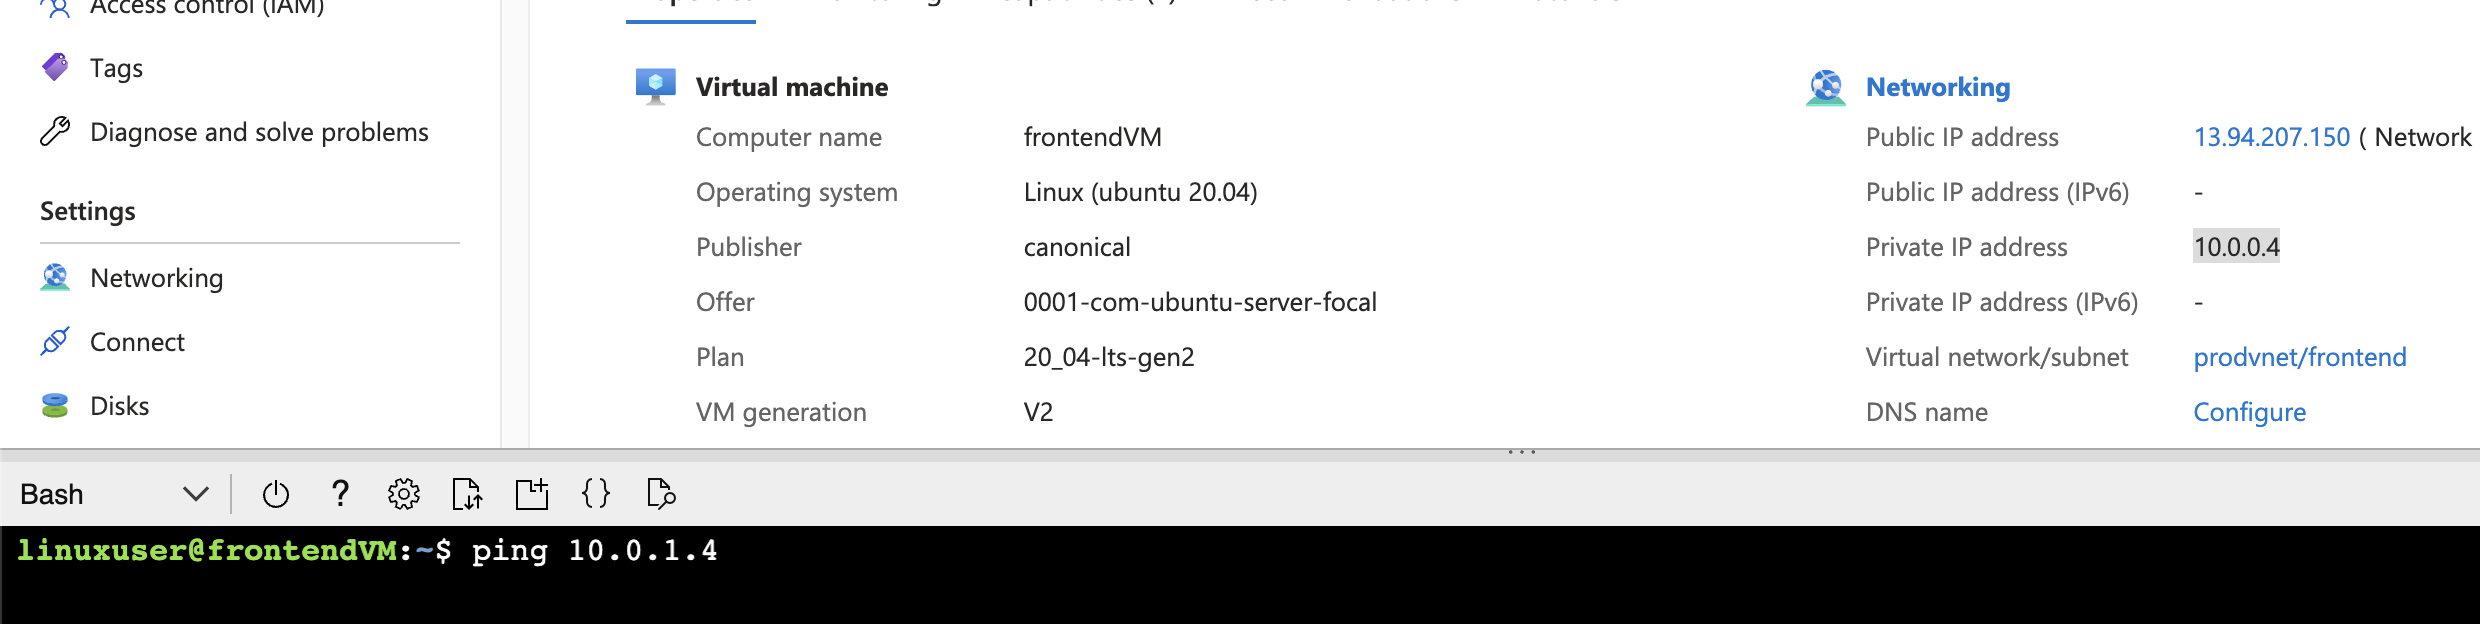 Access control (IAM)
Tags
Diagnose and solve problems
Settings
Networking
Connect
Disks
Virtual machine
Computer name frontendVM
Operating system Linux (ubuntu 20.04)
Publisher canonical
Offer 0001-com-ubuntu-server-focal
Plan 20_04-lts-gen2
VM generation V2
Networking
Public IP address 13.94.207.150 ( Network
Public IP address (IPv6) -
Private IP address 10.0.0.4
Private IP address (IPv6) -
Virtual network/subnet prodvnet/frontend
DNS name Configure
Bash
linuxuser@frontendVM:~$ ping 10.0.1.4